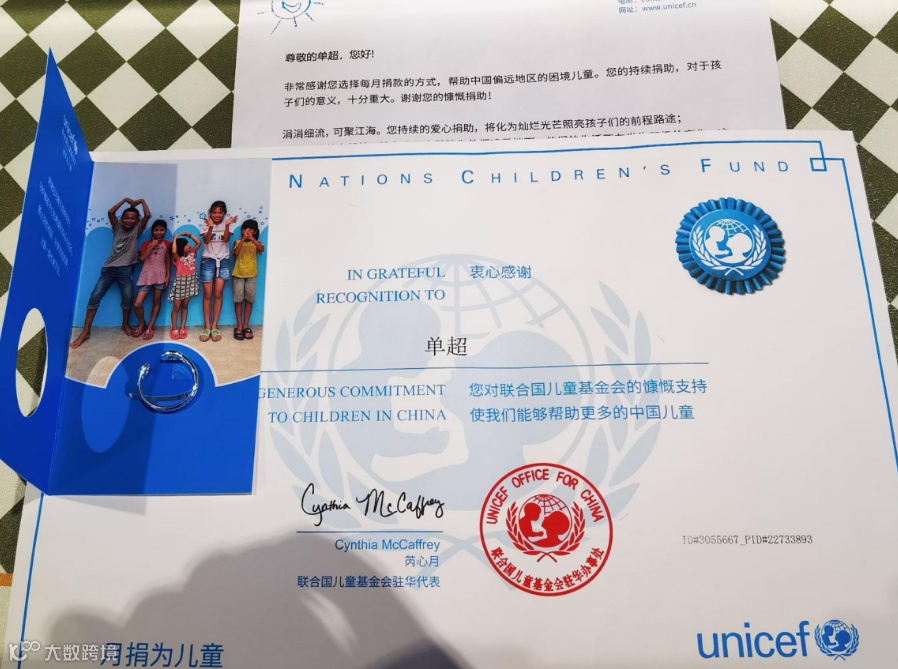 网址：www.unicef.cn
尊敬的单超，您好!
非常感谢您选择每月捐款的方式，帮助中国偏远地区的困境儿童。您的持续捐助，对于孩
子们的意义，十分重大。谢谢您的慷慨捐助!
涓涓细流，可聚江海。您持续的爱心捐助，将化为灿烂光芒照亮孩子们的前程路途；
unicef
NATIONS CHILDREN'S FUND
IN GRATEFUL
RECOGNITION TO
衷心感谢
单超
GENEROUS COMMITMENT
TO CHILDREN IN CHINA
您对联合国儿童基金会的慷慨支持
使我们能够帮助更多的中国儿童
Cynthia McCaffrey
Cynthia McCaffrey
芮心月
联合国儿童基金会驻华代表
UNICEF OFFICE FOR CHINA
联合国儿童基金会驻华办事处
ID#3055667_PID#22733893
月捐为儿童
unicef
大数跨境